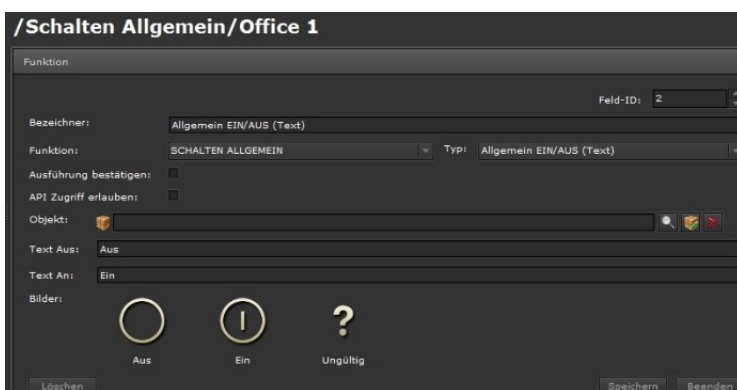 /Schalten Allgemein/Office 1
Funktion
Feld-ID: 2
Bezeichner: Allgemein EIN/AUS (Text)
Funktion: SCHALTEN ALLGEMEIN Typ: Allgemein EIN/AUS (Text)
Ausführung bestätigen:
API Zugriff erlauben:
Objekt:
Text Aus: Aus
Text An: Ein
Bilder:
Aus Ein Ungültig
Löschen Speichern Beenden